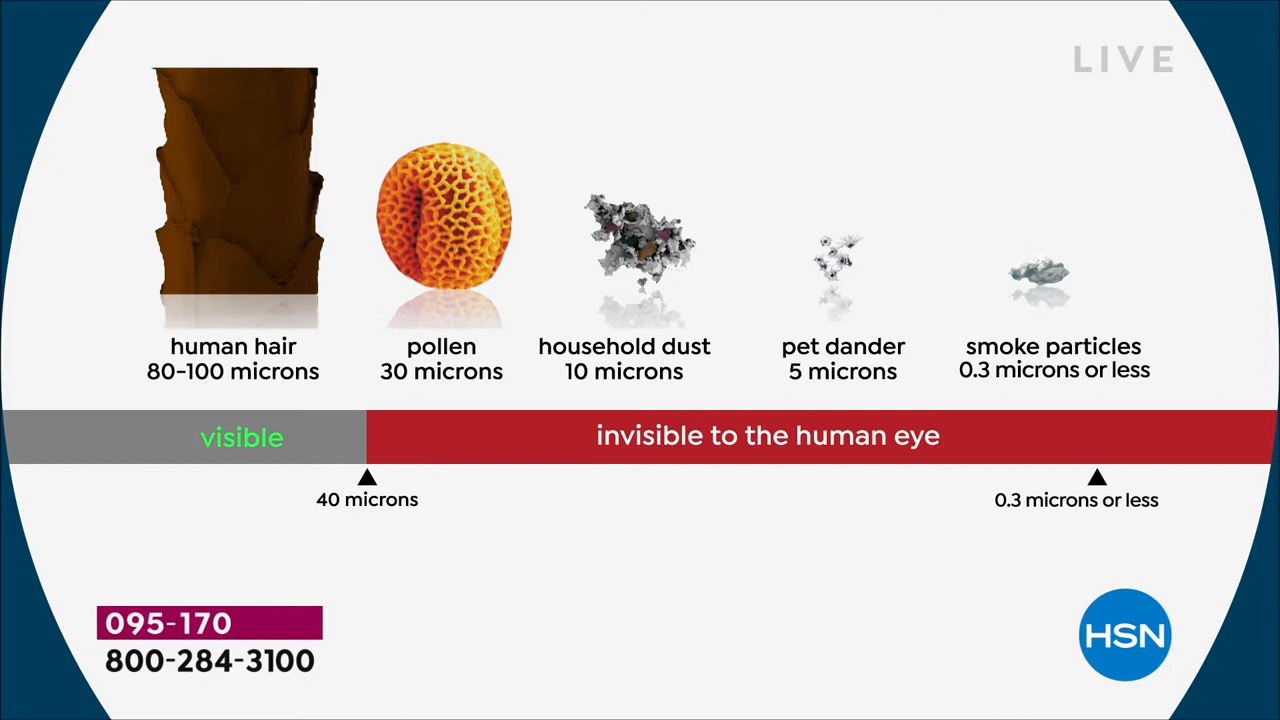 LIVE
human hair
80-100 microns
pollen
30 microns
household dust
10 microns
pet dander
5 microns
smoke particles
0.3 microns or less
visible
invisible to the human eye
40 microns
0.3 microns or less
095-170
800-284-3100
HSN